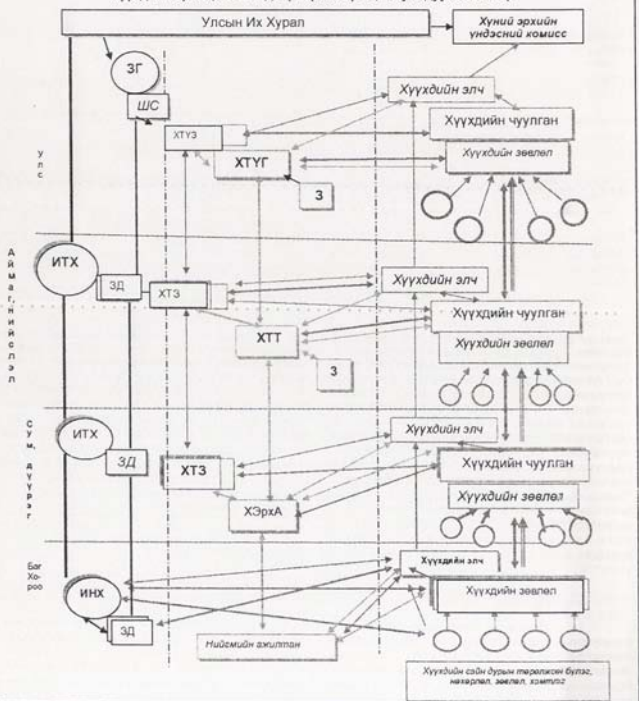 Улсын Их Хурал
Хүний эрхийн
үндэсний комисс
ЗГ
ШС
Хүүхдийн элч
ХТҮЗ
Хүүхдийн чуулган
ХТҮГ
Хүүхдийн зөвлөл
З
Улс
ИТХ
ЗД
ХТЗ
Хүүхдийн элч
Хүүхдийн чуулган
ХТТ
Хүүхдийн зөвлөл
З
Аймаг, нийслэл
ИТХ
ЗД
Хүүхдийн элч
ХТЗ
Хүүхдийн чуулган
ХЭрхА
Хүүхдийн зөвлөл
Сум, дүүрэг
Баг
Хо-
роо
Хүүхдийн элч
ИНХ
Хүүхдийн зөвлөл
ЗД
Нийгмийн ажилтан
Хүүхдийн сайн дурын төрөлжсөн бүлэг,
нөхөрлөл, зөвлөл, хэмтлэг